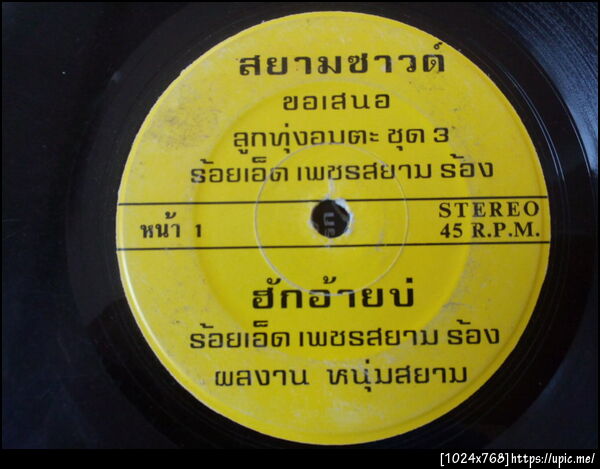 สยามซาวด์
ขอเสนอ
ลูกทุ่งอมตะ ชุด 3
ร้อยเอ็ด เพชรสยาม ร้อง
หน้า 1
STEREO
45 R.P.M.
ฮักอ้ายบ่
ร้อยเอ็ด เพชรสยาม ร้อง
ผลงาน หนุ่มสยาม
[1024x768]https://upic.me/